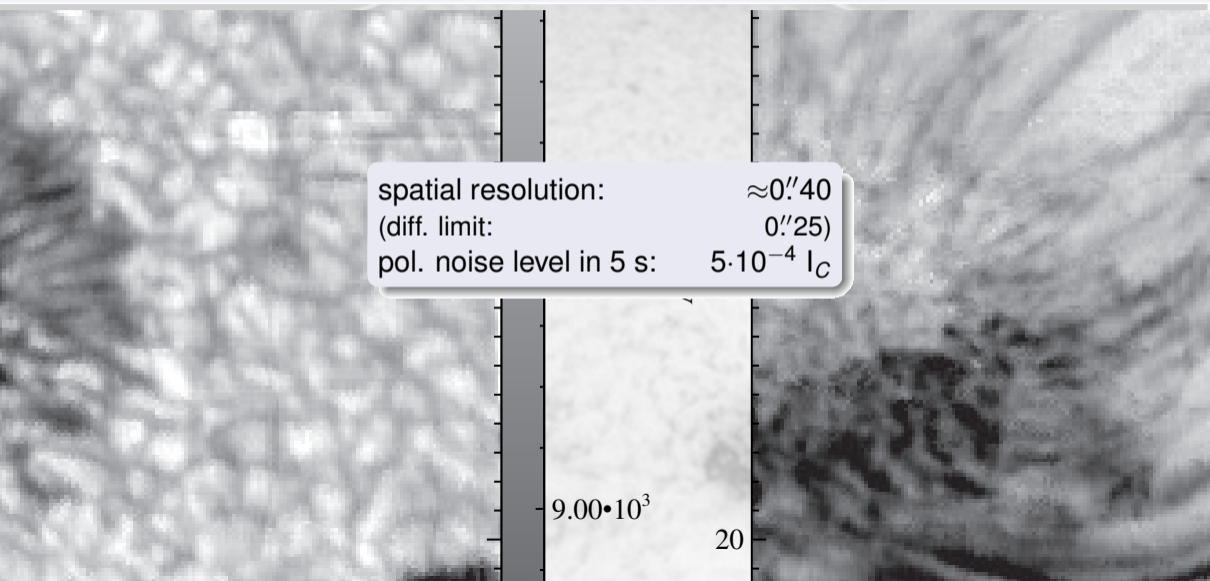 spatial resolution: ≈0.″40
(diff. limit: 0.″25)
pol. noise level in 5 s: 5·10⁻⁴ I_C
9.00•10³
20